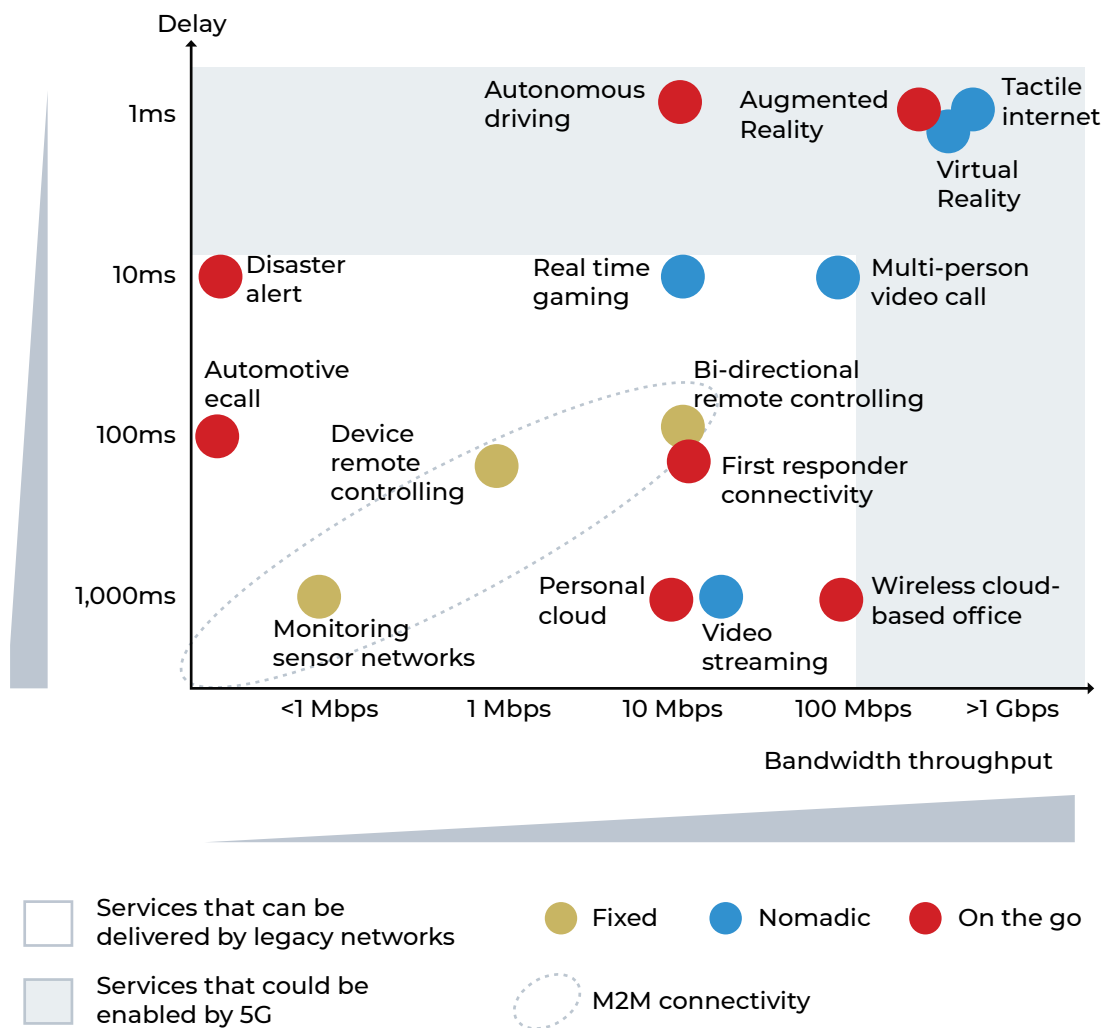 Delay
1ms
Autonomous
driving
Augmented
Reality
Tactile
internet
Virtual
Reality
10ms
Disaster
alert
Real time
gaming
Multi-person
video call
Automotive
ecall
Bi-directional
remote controlling
100ms
Device
remote
controlling
First responder
connectivity
1,000ms
Monitoring
sensor networks
Personal
cloud
Video
streaming
Wireless cloud-
based office
<1 Mbps
1 Mbps
10 Mbps
100 Mbps
>1 Gbps
Bandwidth throughput
Services that can be
delivered by legacy networks
Fixed
Nomadic
On the go
Services that could be
enabled by 5G
M2M connectivity